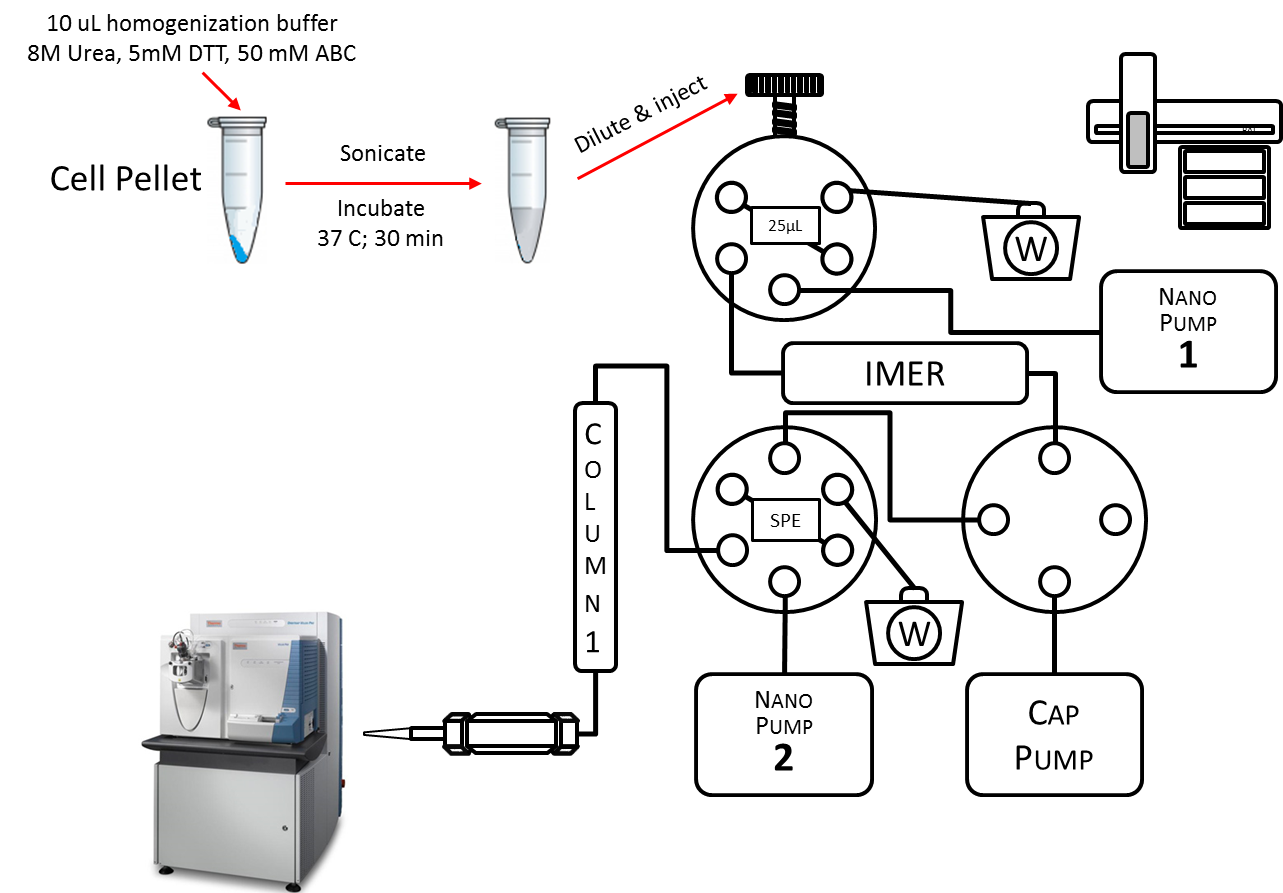 10 uL homogenization buffer
8M Urea, 5mM DTT, 50 mM ABC
Cell Pellet
Sonicate
Incubate
37 C; 30 min
Dilute & inject
25µL
W
NANO
PUMP
1
IMER
COLUMN 1
SPE
W
NANO
PUMP
2
CAP
PUMP